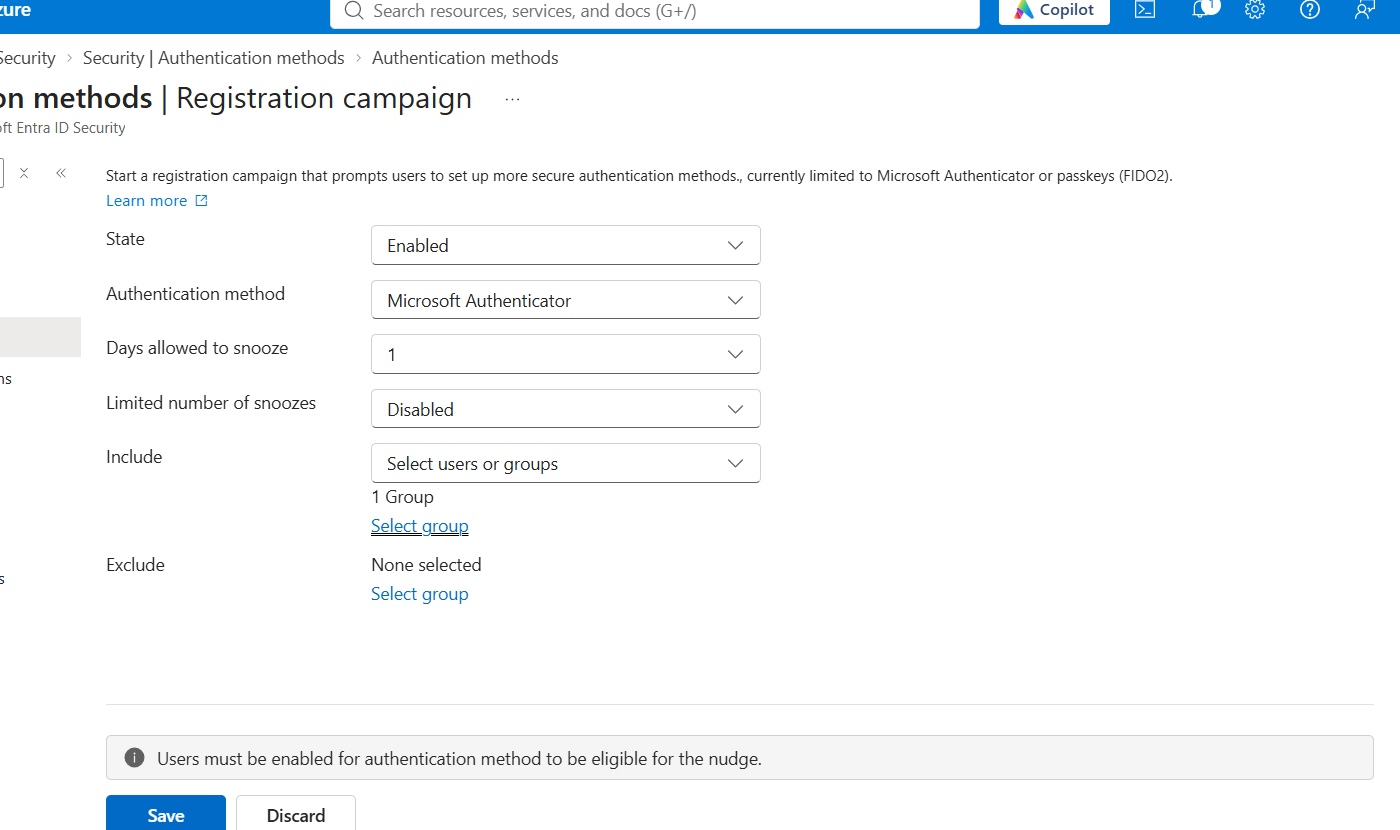 zure
Search resources, services, and docs (G+/)
Copilot
1
Security > Security | Authentication methods > Authentication methods
on methods | Registration campaign ...
oft Entra ID Security
Start a registration campaign that prompts users to set up more secure authentication methods., currently limited to Microsoft Authenticator or passkeys (FIDO2).
Learn more
State
Enabled
Authentication method
Microsoft Authenticator
Days allowed to snooze
1
ns
Limited number of snoozes
Disabled
Include
Select users or groups
1 Group
Select group
Exclude
None selected
s
Select group
Users must be enabled for authentication method to be eligible for the nudge.
Save
Discard